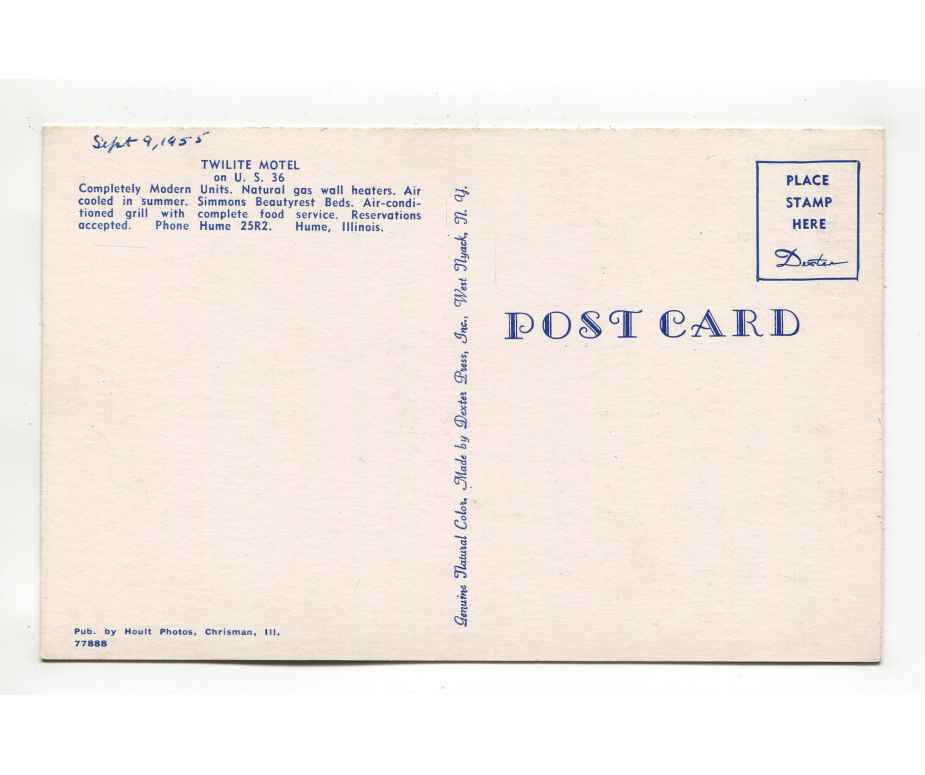 Sept 9, 1955
TWILITE MOTEL
on U. S. 36
Completely Modern Units. Natural gas wall heaters. Air
cooled in summer. Simmons Beautyrest Beds. Air-condi-
tioned grill with complete food service. Reservations
accepted. Phone Hume 25R2. Hume, Illinois.
Pub. by Hoult Photos, Chrisman, Ill.
77888
Genuine Natural Color. Made by Dexter Press, Inc., West Nyack, N. Y.
PLACE
STAMP
HERE
Dexter
POST CARD